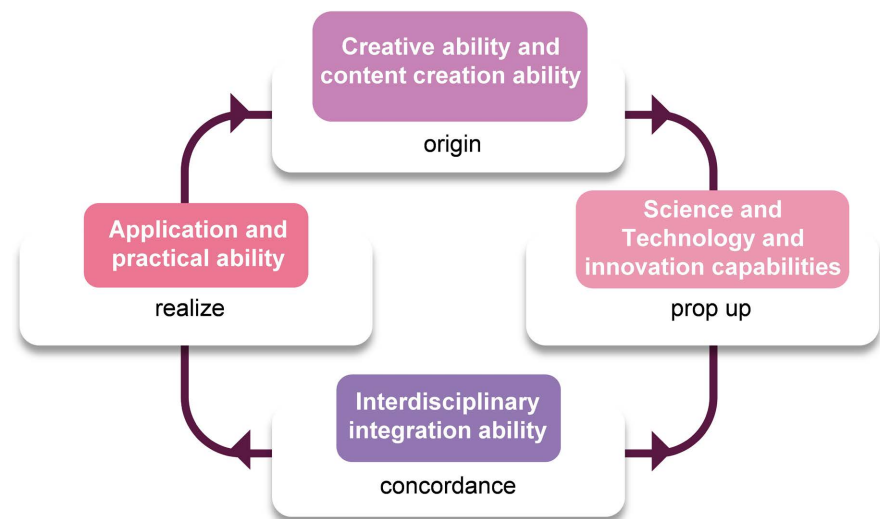 Creative ability and
content creation ability
origin
Application and
practical ability
realize
Science and
Technology and
innovation capabilities
prop up
Interdisciplinary
integration ability
concordance